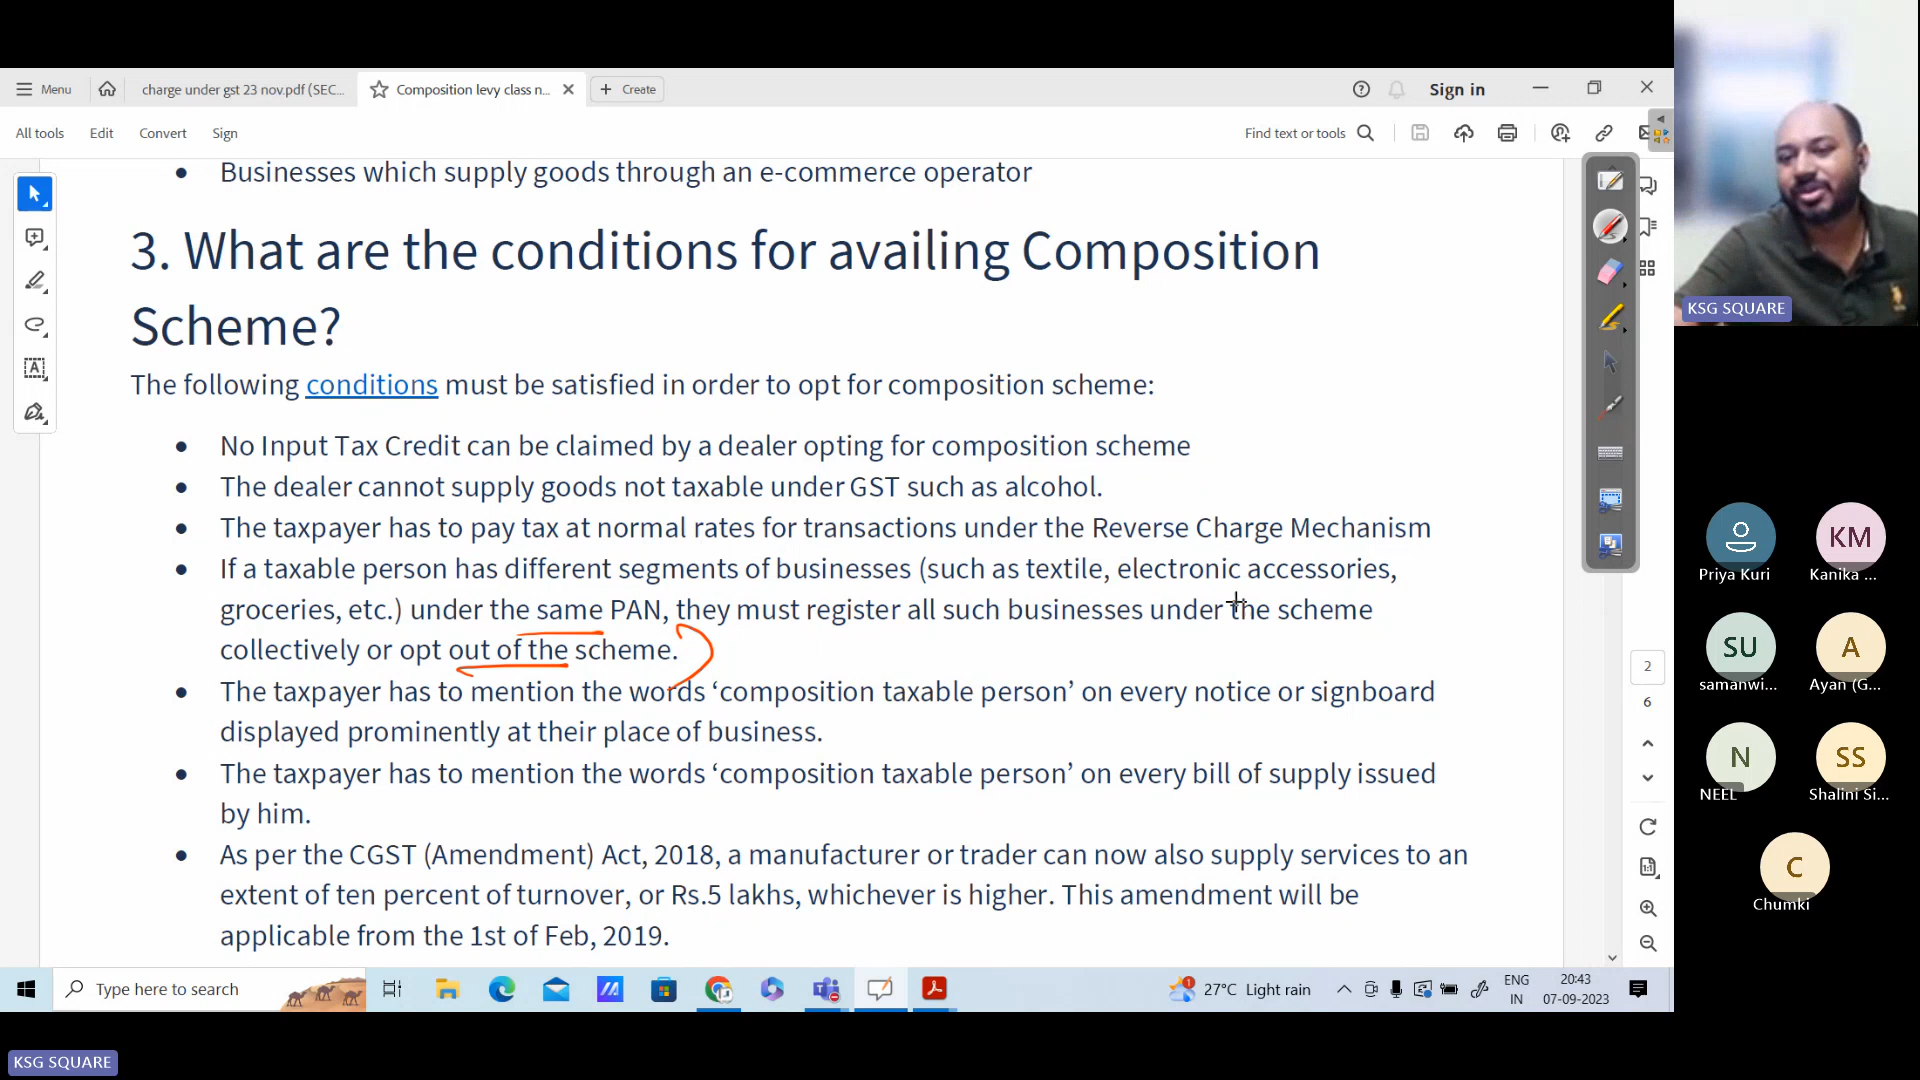 Menu
charge under gst 23 nov.pdf (SEC...
Composition levy class n...
Create
Sign in
All tools
Edit
Convert
Sign
Find text or tools
• Businesses which supply goods through an e-commerce operator
3. What are the conditions for availing Composition
Scheme?
The following conditions must be satisfied in order to opt for composition scheme:
• No Input Tax Credit can be claimed by a dealer opting for composition scheme
• The dealer cannot supply goods not taxable under GST such as alcohol.
• The taxpayer has to pay tax at normal rates for transactions under the Reverse Charge Mechanism
• If a taxable person has different segments of businesses (such as textile, electronic accessories,
groceries, etc.) under the same PAN, they must register all such businesses under the scheme
collectively or opt out of the scheme.
• The taxpayer has to mention the words ‘composition taxable person’ on every notice or signboard
displayed prominently at their place of business.
• The taxpayer has to mention the words ‘composition taxable person’ on every bill of supply issued
by him.
• As per the CGST (Amendment) Act, 2018, a manufacturer or trader can now also supply services to an
extent of ten percent of turnover, or Rs.5 lakhs, whichever is higher. This amendment will be
applicable from the 1st of Feb, 2019.
2
6
1:1
Type here to search
1
27°C Light rain
ENG
IN
20:43
07-09-2023
KSG SQUARE
KSG SQUARE
Priya Kuri
KM
Kanika ...
SU
samanwi...
A
Ayan (G...
N
NEEL
SS
Shalini Si...
C
Chumki